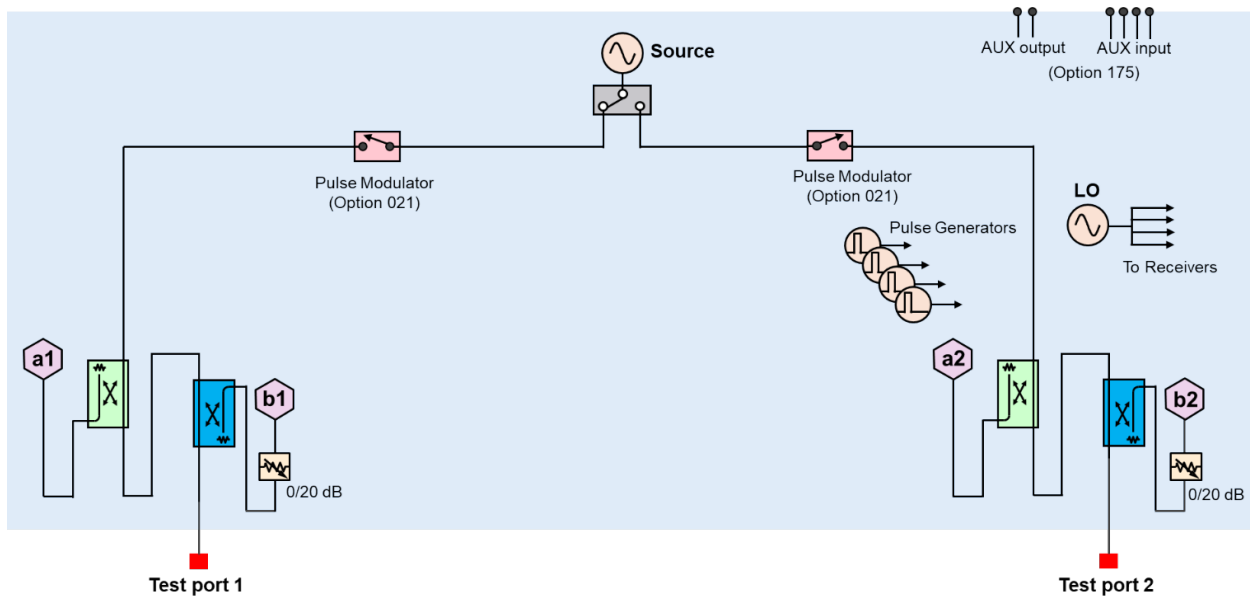 AUX output
AUX input
(Option 175)
Source
Pulse Modulator
(Option 021)
Pulse Modulator
(Option 021)
LO
To Receivers
Pulse Generators
a1
b1
0/20 dB
a2
b2
0/20 dB
Test port 1
Test port 2